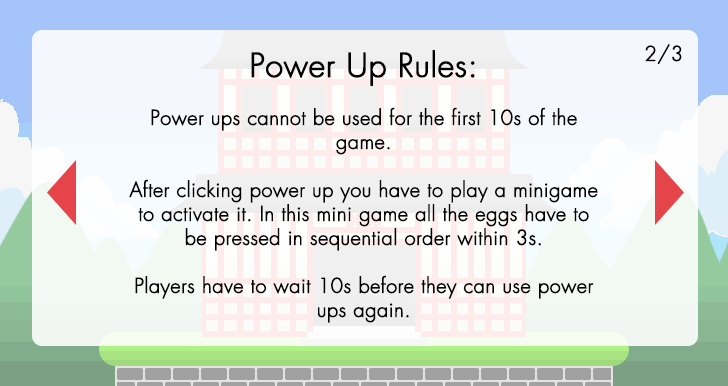 2/3
Power Up Rules:
Power ups cannot be used for the first 10s of the
game.
After clicking power up you have to play a minigame
to activate it. In this mini game all the eggs have to
be pressed in sequential order within 3s.
Players have to wait 10s before they can use power
ups again.